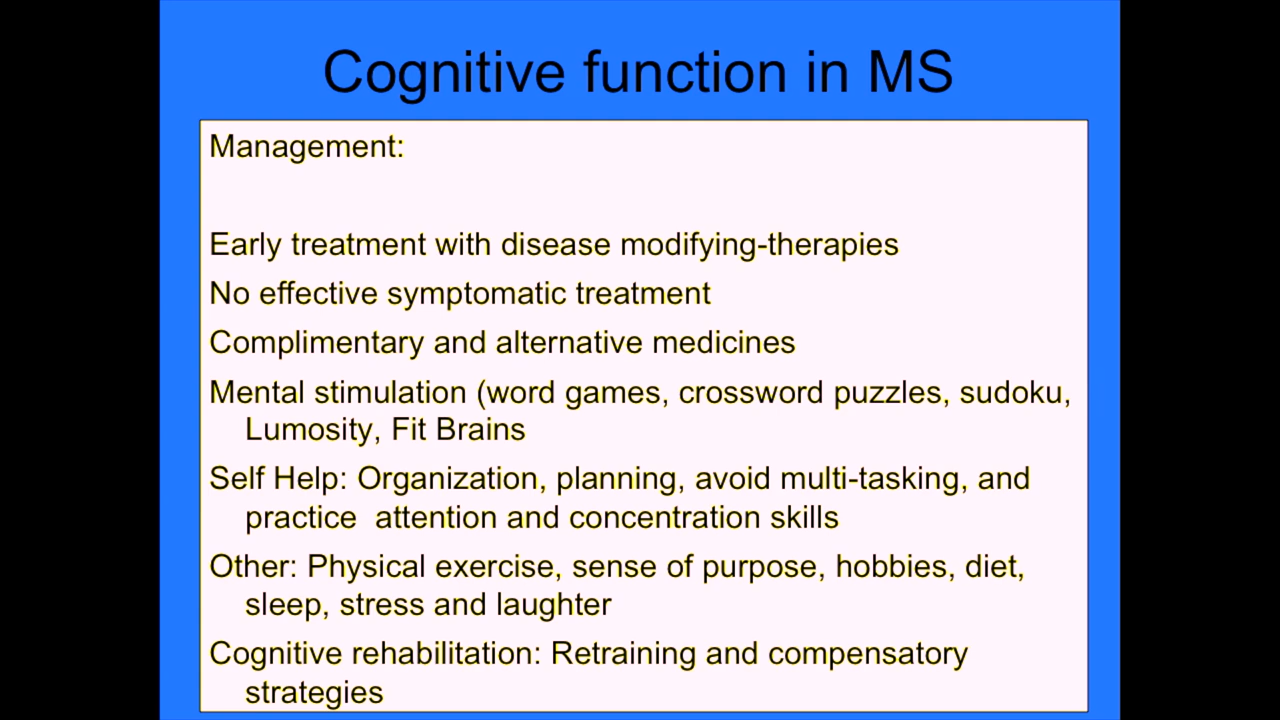 Cognitive function in MS
Management:
Early treatment with disease modifying-therapies
No effective symptomatic treatment
Complimentary and alternative medicines
Mental stimulation (word games, crossword puzzles, sudoku,
Lumosity, Fit Brains
Self Help: Organization, planning, avoid multi-tasking, and
practice  attention and concentration skills
Other: Physical exercise, sense of purpose, hobbies, diet,
sleep, stress and laughter
Cognitive rehabilitation: Retraining and compensatory
strategies